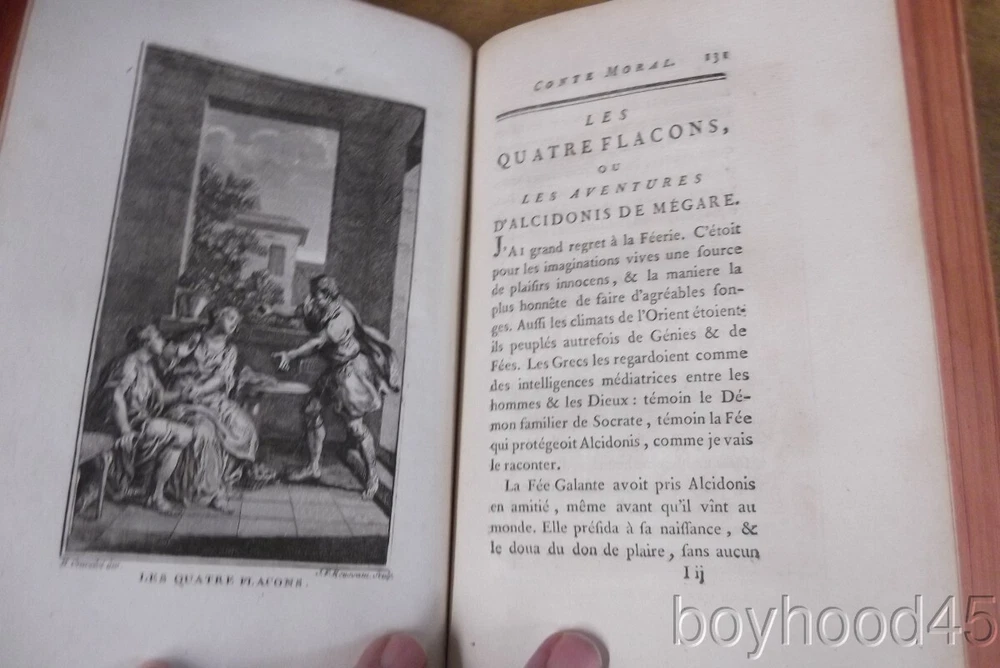 LES QUATRE FLACONS.
CONTE MORAL. 131
LES
QUATRE FLACONS,
OU
LES AVENTURES
D'ALCIDONIS DE MÉGARE.
J'AI grand regret à la Féerie. C'étoit
pour les imaginations vives une source
de plaisirs innocens, & la maniere la
plus honnête de faire d'agréables son-
ges. Aussi les climats de l'Orient étoient-
ils peuplés autrefois de Génies & de
Fées. Les Grecs les regardoient comme
des intelligences médiatrices entre les
hommes & les Dieux : témoin le Dé-
mon familier de Socrate, témoin la Fée
qui protégeoit Alcidonis, comme je vais
le raconter.
La Fée Galante avoit pris Alcidonis
en amitié, même avant qu'il vînt au
monde. Elle présida à sa naissance, &
le doua du don de plaire, sans aucun
I ij
boyhood45